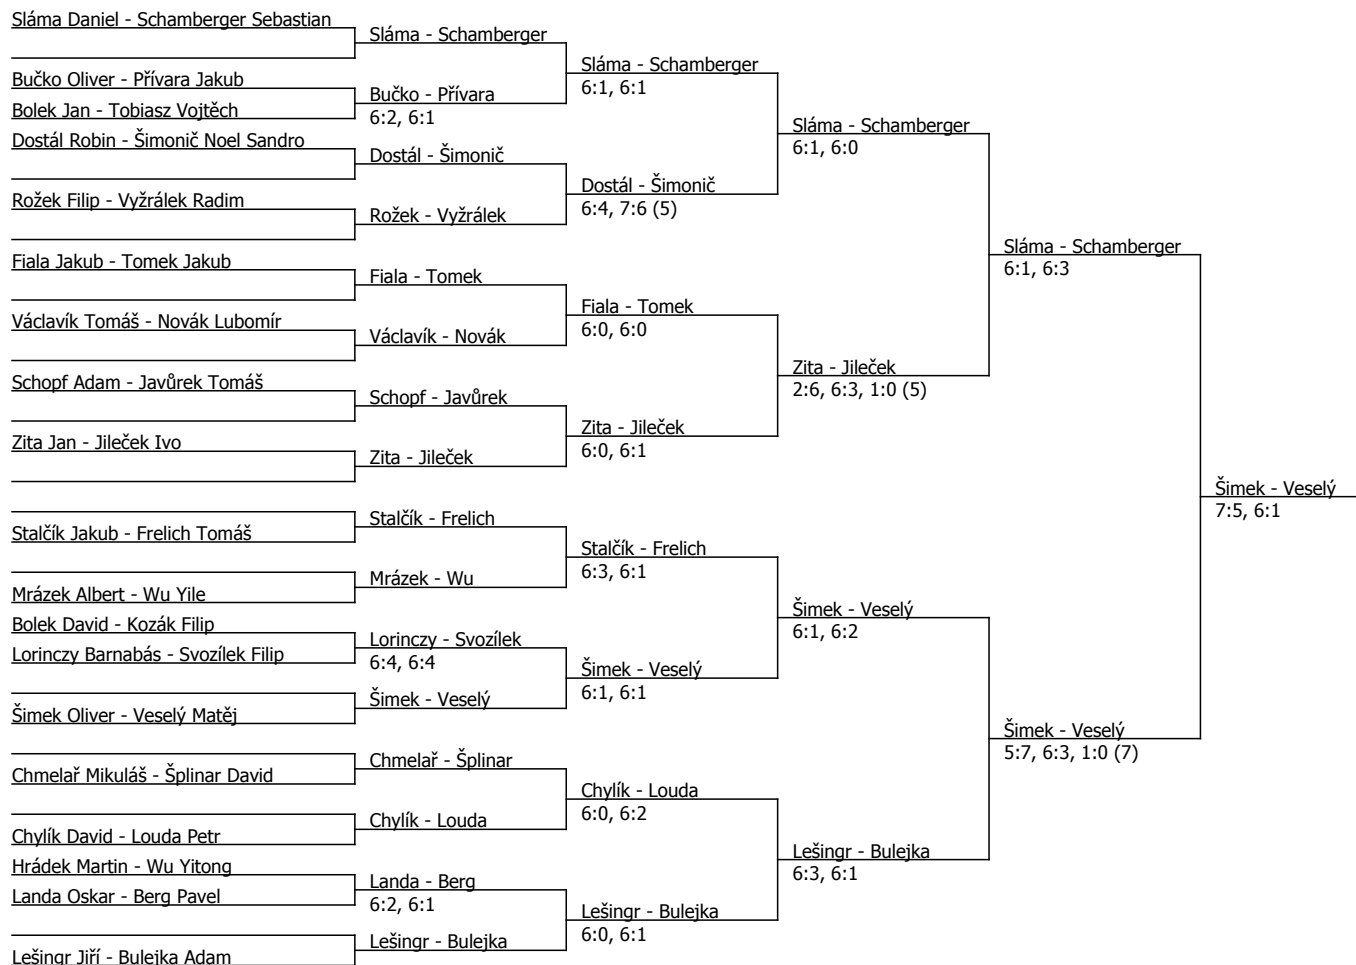 Sláma Daniel - Schamberger Sebastian
Bučko Oliver - Přívara Jakub
Bolek Jan - Tobiasz Vojtěch
Dostál Robin - Šimonič Noel Sandro
Rožek Filip - Vyžrálek Radim
Fiala Jakub - Tomek Jakub
Václavík Tomáš - Novák Lubomír
Schopf Adam - Javůrek Tomáš
Zita Jan - Jileček Ivo
Stalčík Jakub - Frelich Tomáš
Mrázek Albert - Wu Yile
Bolek David - Kozák Filip
Lorinczy Barnabás - Svozílek Filip
Šimek Oliver - Veselý Matěj
Chmelař Mikuláš - Šplinar David
Chylík David - Louda Petr
Hrádek Martin - Wu Yitong
Landa Oskar - Berg Pavel
Lešingr Jiří - Bulejka Adam
Sláma - Schamberger
Bučko - Přívara
6:2, 6:1
Dostál - Šimonič
Rožek - Vyžrálek
Fiala - Tomek
Václavík - Novák
Schopf - Javůrek
Zita - Jileček
Stalčík - Frelich
Mrázek - Wu
Lorinczy - Svozílek
6:4, 6:4
Šimek - Veselý
Chmelař - Šplinar
Chylík - Louda
Landa - Berg
6:2, 6:1
Lešingr - Bulejka
Sláma - Schamberger
6:1, 6:1
Dostál - Šimonič
6:4, 7:6 (5)
Fiala - Tomek
6:0, 6:0
Zita - Jileček
6:0, 6:1
Stalčík - Frelich
6:3, 6:1
Šimek - Veselý
6:1, 6:1
Chylík - Louda
6:0, 6:2
Lešingr - Bulejka
6:0, 6:1
Sláma - Schamberger
6:1, 6:0
Zita - Jileček
2:6, 6:3, 1:0 (5)
Šimek - Veselý
6:1, 6:2
Lešingr - Bulejka
6:3, 6:1
Sláma - Schamberger
6:1, 6:3
Šimek - Veselý
5:7, 6:3, 1:0 (7)
Šimek - Veselý
7:5, 6:1